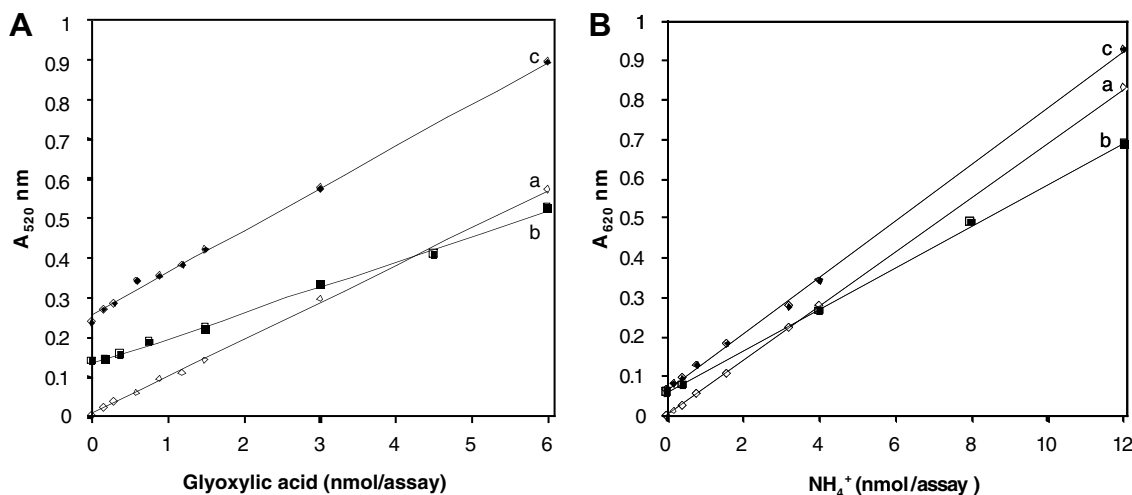 A
1
0.9
0.8
0.7
0.6
0.5
0.4
0.3
0.2
0.1
0
A520 nm
c
a
b
0 1 2 3 4 5 6
Glyoxylic acid (nmol/assay)
B
1
0.9
0.8
0.7
0.6
0.5
0.4
0.3
0.2
0.1
0
A620 nm
c
a
b
0 2 4 6 8 10 12
NH4+ (nmol/assay )